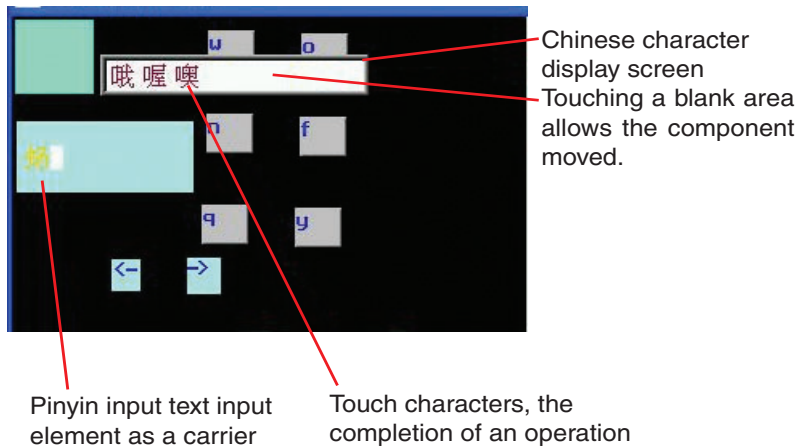 w o
哦喔噢
n f
q y
<- ->
Chinese character
display screen
Touching a blank area
allows the component
moved.
Pinyin input text input
element as a carrier
Touch characters, the
completion of an operation